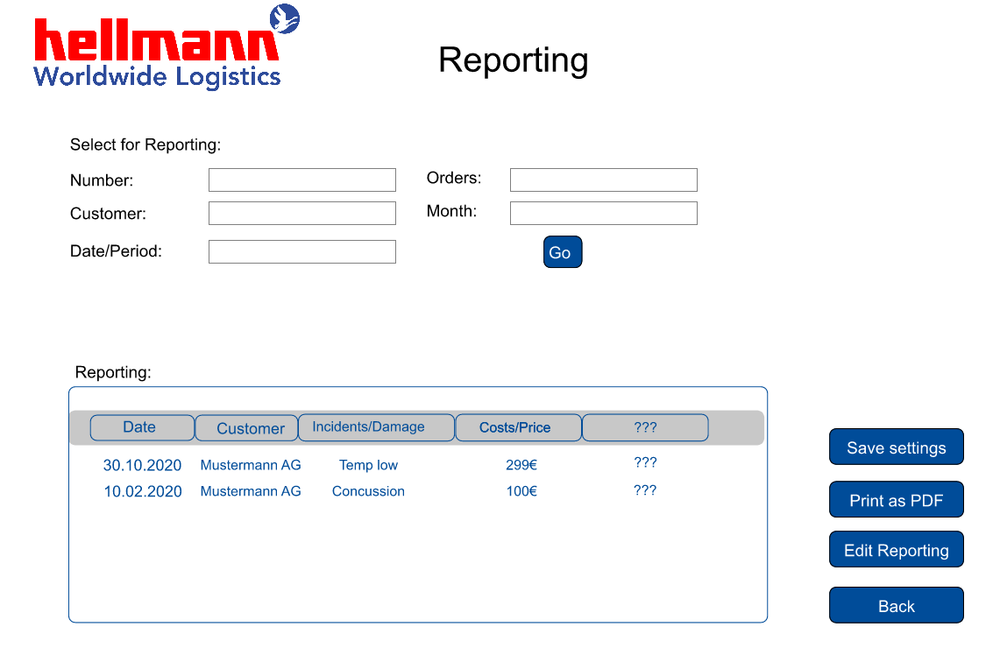 hellmann
Worldwide Logistics
Reporting
Select for Reporting:
Number: Orders:
Customer: Month:
Date/Period: Go
Reporting:
Date Customer Incidents/Damage Costs/Price ???
30.10.2020 Mustermann AG Temp low 299€ ???
10.02.2020 Mustermann AG Concussion 100€ ???
Save settings
Print as PDF
Edit Reporting
Back